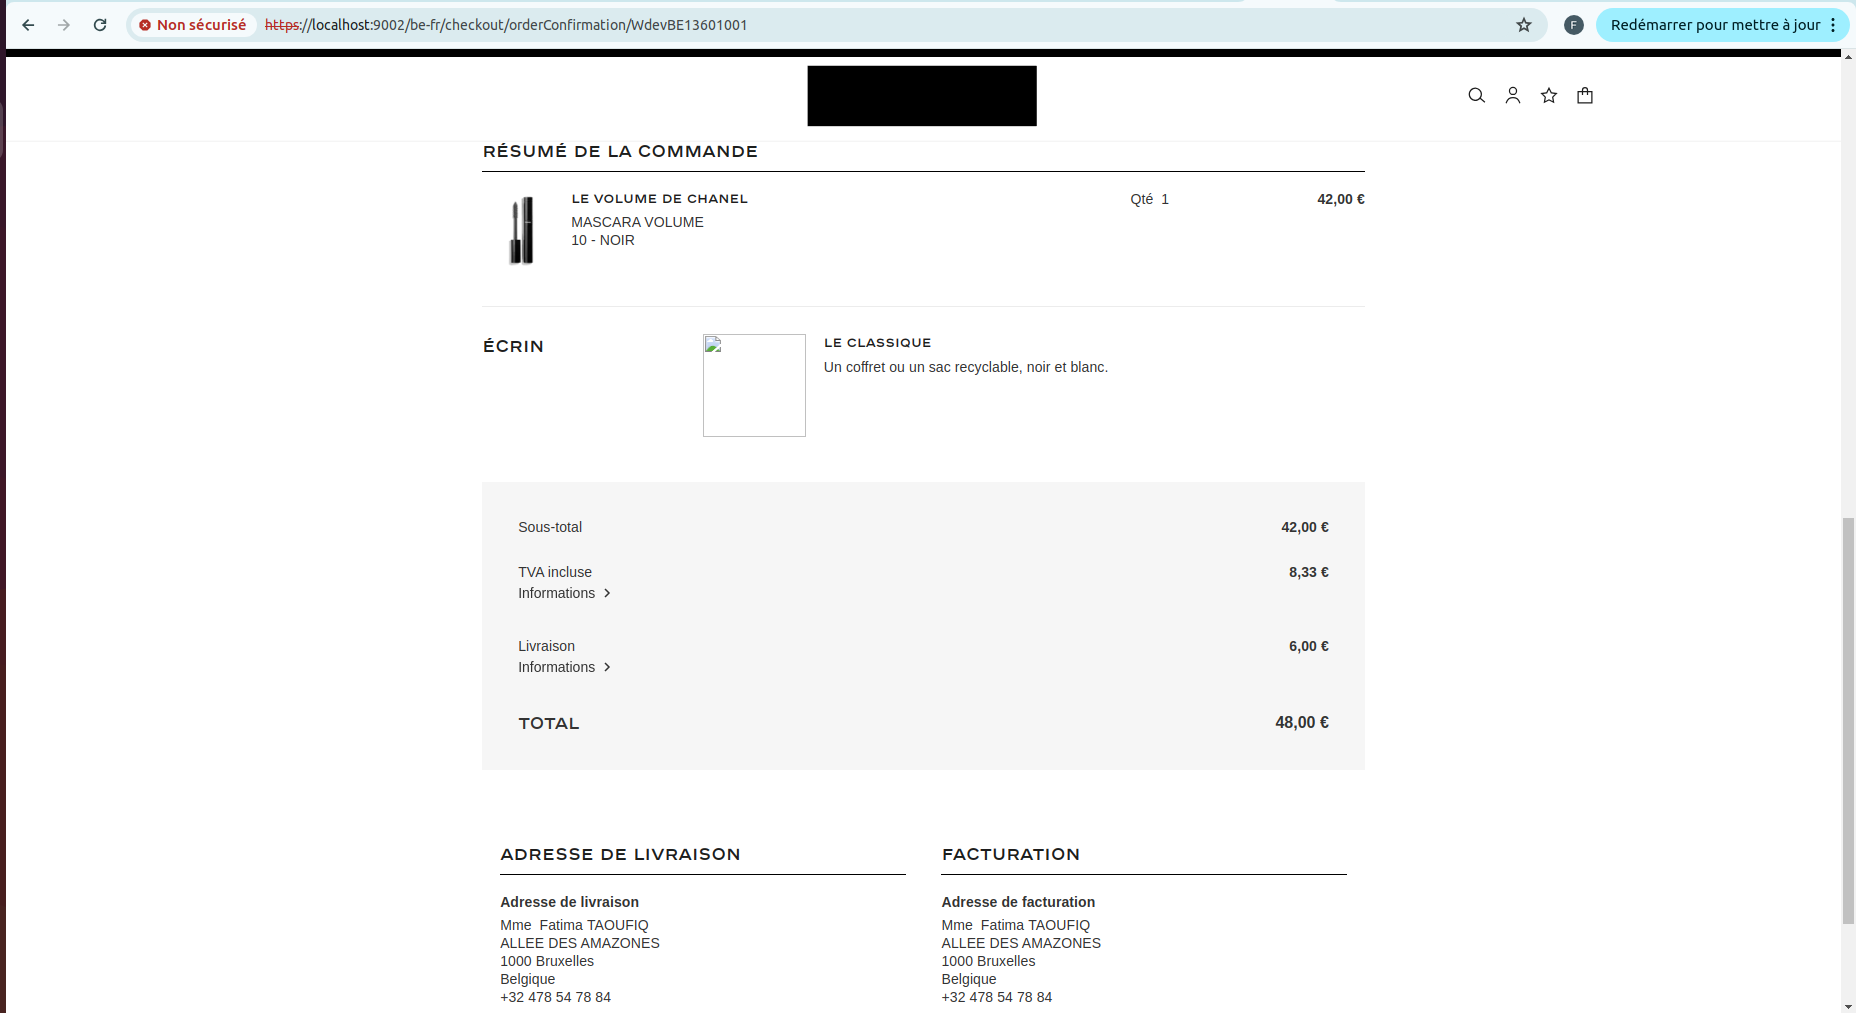 Non sécurisé https://localhost:9002/be-fr/checkout/orderConfirmation/WdevBE13601001 F Redémarrer pour mettre à jour
RÉSUMÉ DE LA COMMANDE
LE VOLUME DE CHANEL Qté 1 42,00 €
MASCARA VOLUME
10 - NOIR
ÉCRIN
LE CLASSIQUE
Un coffret ou un sac recyclable, noir et blanc.
Sous-total 42,00 €
TVA incluse 8,33 €
Informations
Livraison 6,00 €
Informations
TOTAL 48,00 €
ADRESSE DE LIVRAISON
Adresse de livraison
Mme Fatima TAOUFIQ
ALLEE DES AMAZONES
1000 Bruxelles
Belgique
+32 478 54 78 84
FACTURATION
Adresse de facturation
Mme Fatima TAOUFIQ
ALLEE DES AMAZONES
1000 Bruxelles
Belgique
+32 478 54 78 84